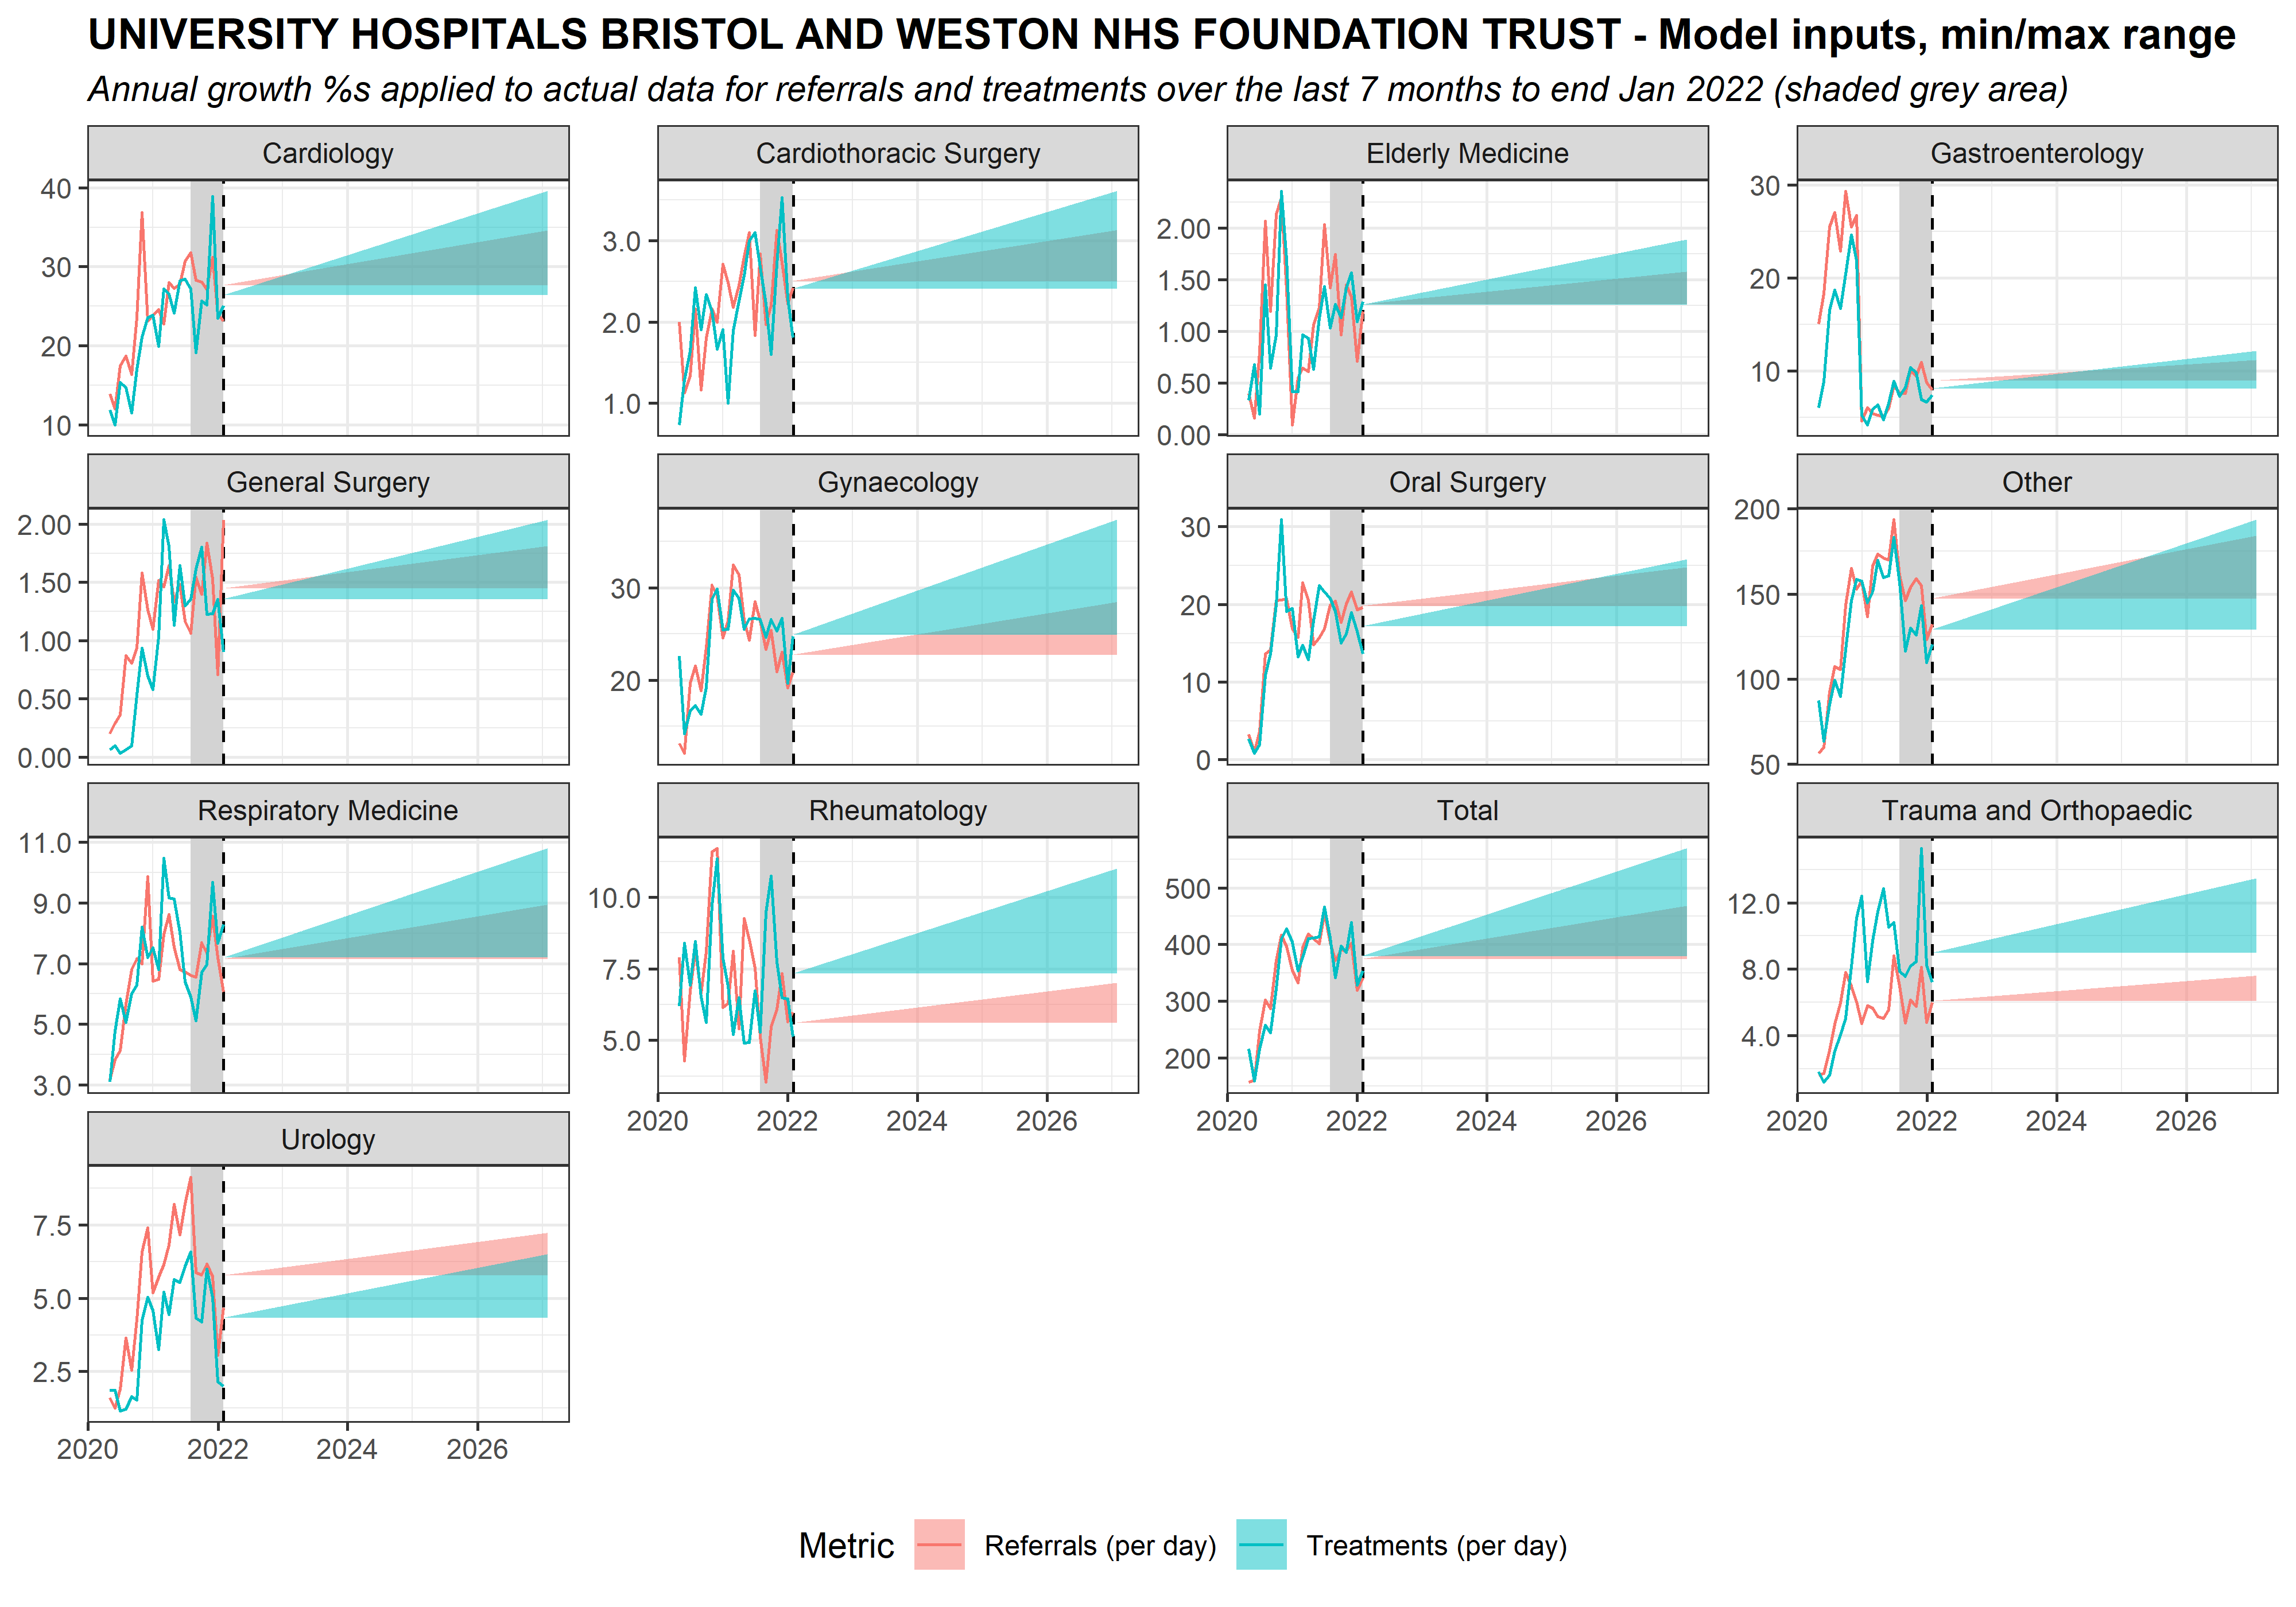 UNIVERSITY HOSPITALS BRISTOL AND WESTON NHS FOUNDATION TRUST - Model inputs, min/max range
Annual growth %s applied to actual data for referrals and treatments over the last 7 months to end Jan 2022 (shaded grey area)
Cardiology
40
30
20
10
Cardiothoracic Surgery
3.0
2.0
1.0
Elderly Medicine
2.00
1.50
1.00
0.50
0.00
Gastroenterology
30
20
10
General Surgery
2.00
1.50
1.00
0.50
0.00
Gynaecology
30
20
Oral Surgery
30
20
10
0
Other
200
150
100
50
Respiratory Medicine
11.0
9.0
7.0
5.0
3.0
Rheumatology
10.0
7.5
5.0
2020 2022 2024 2026
Total
500
400
300
200
2020 2022 2024 2026
Trauma and Orthopaedic
12.0
8.0
4.0
2020 2022 2024 2026
Urology
7.5
5.0
2.5
2020 2022 2024 2026
Metric Referrals (per day) Treatments (per day)